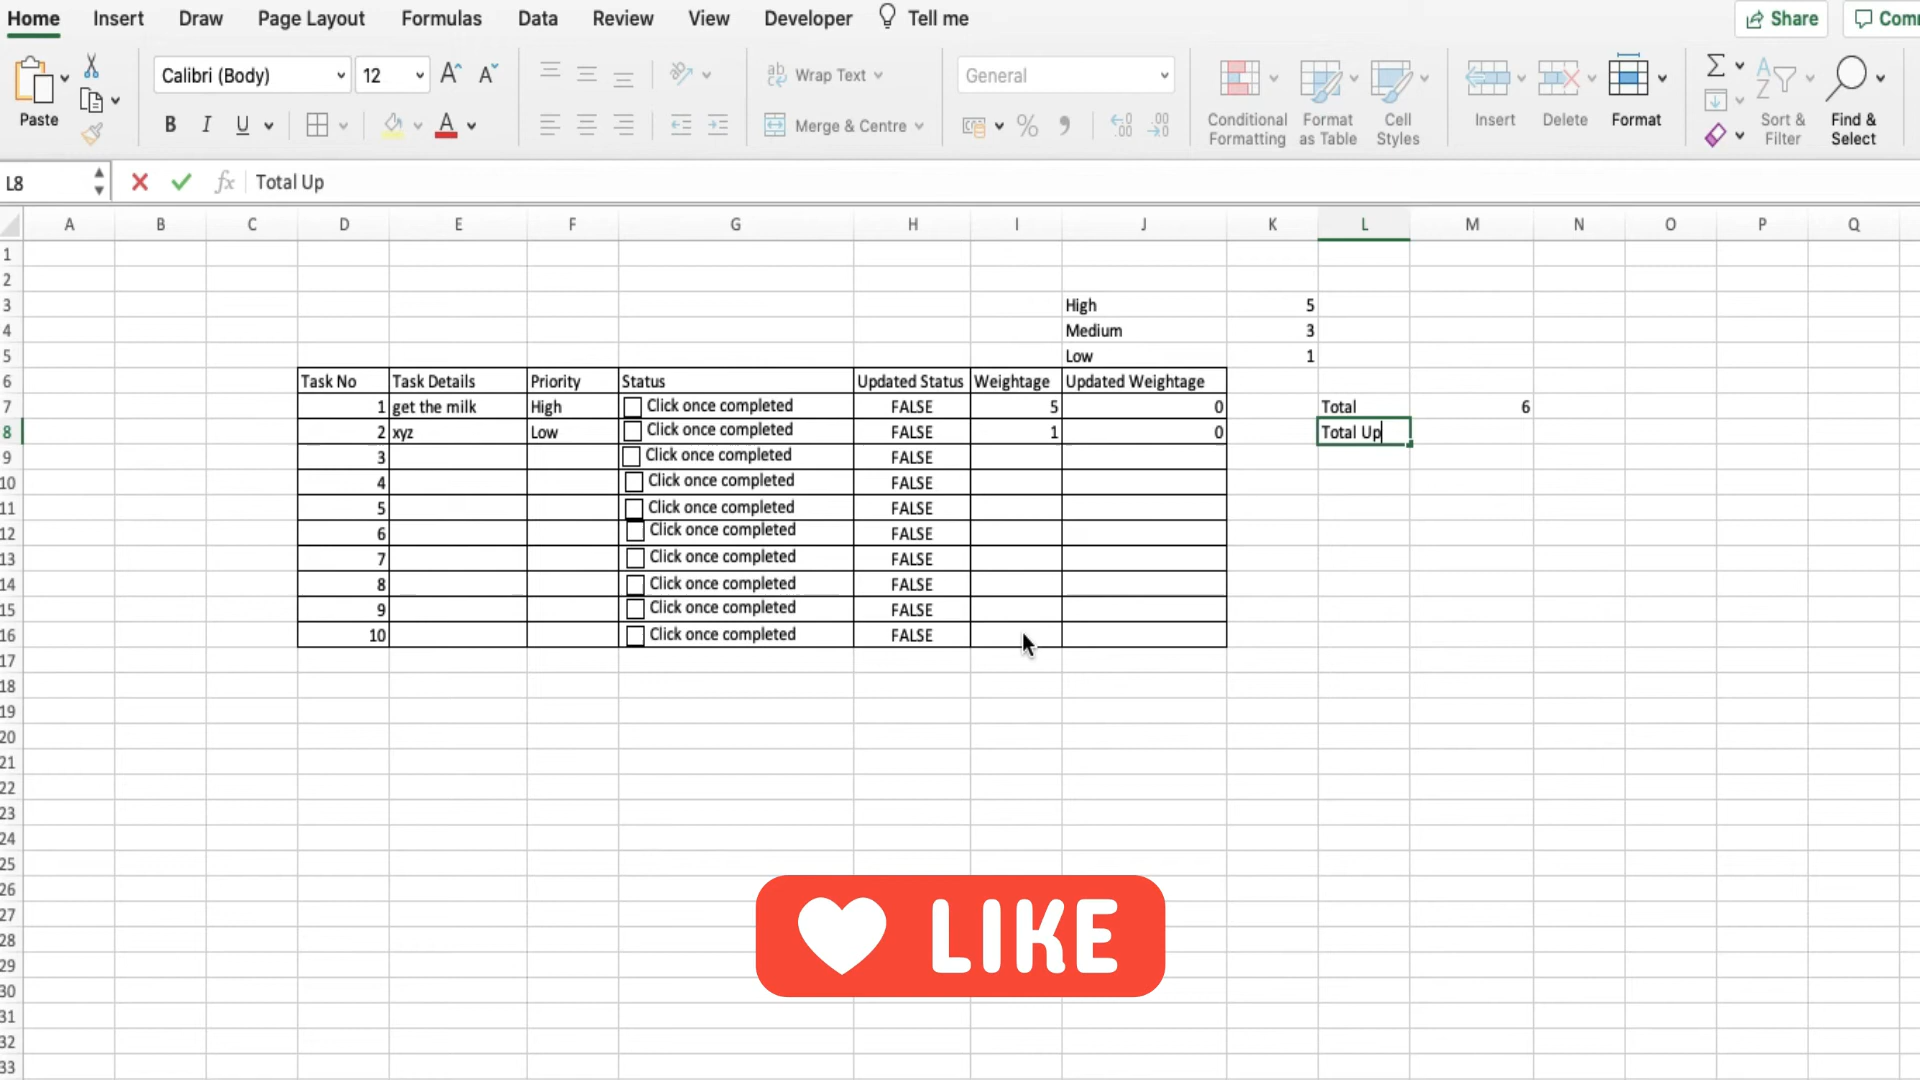 Home Insert Draw Page Layout Formulas Data Review View Developer Tell me Share Comm
Paste Calibri (Body) 12 Wrap Text General
B I U Merge & Centre % Conditional Formatting Format as Table Cell Styles Insert Delete Format Sort & Filter Find & Select
L8 fx Total Up
A B C D E F G H I J K L M N O P Q
1
2
3 High 5
4 Medium 3
5 Low 1
6 Task No Task Details Priority Status Updated Status Weightage Updated Weightage
7 1 get the milk High Click once completed FALSE 5 0 Total 6
8 2 xyz Low Click once completed FALSE 1 0 Total Up
9 3 Click once completed FALSE
10 4 Click once completed FALSE
11 5 Click once completed FALSE
12 6 Click once completed FALSE
13 7 Click once completed FALSE
14 8 Click once completed FALSE
15 9 Click once completed FALSE
16 10 Click once completed FALSE
17
18
19
20
21
22
23
24
25
26
27
28
29
30
31
32
33
LIKE